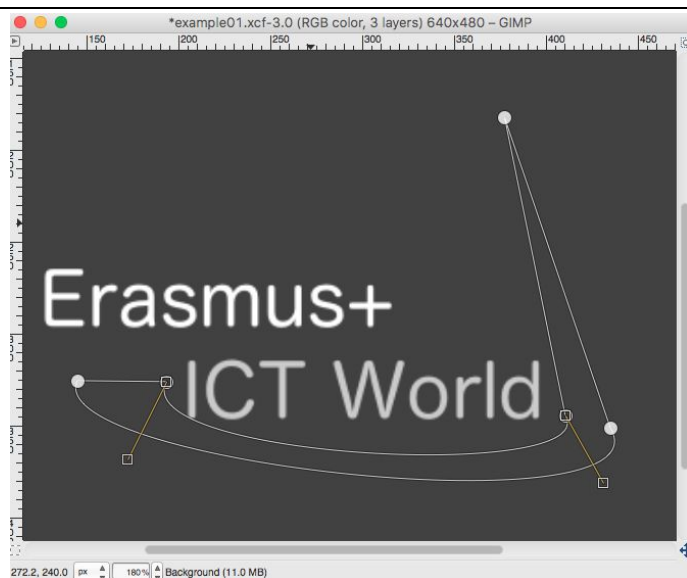 *example01.xcf-3.0 (RGB color, 3 layers) 640x480 – GIMP
150 200 250 300 350 400 450
Erasmus+
ICT World
272.2, 240.0 px 180% Background (11.0 MB)